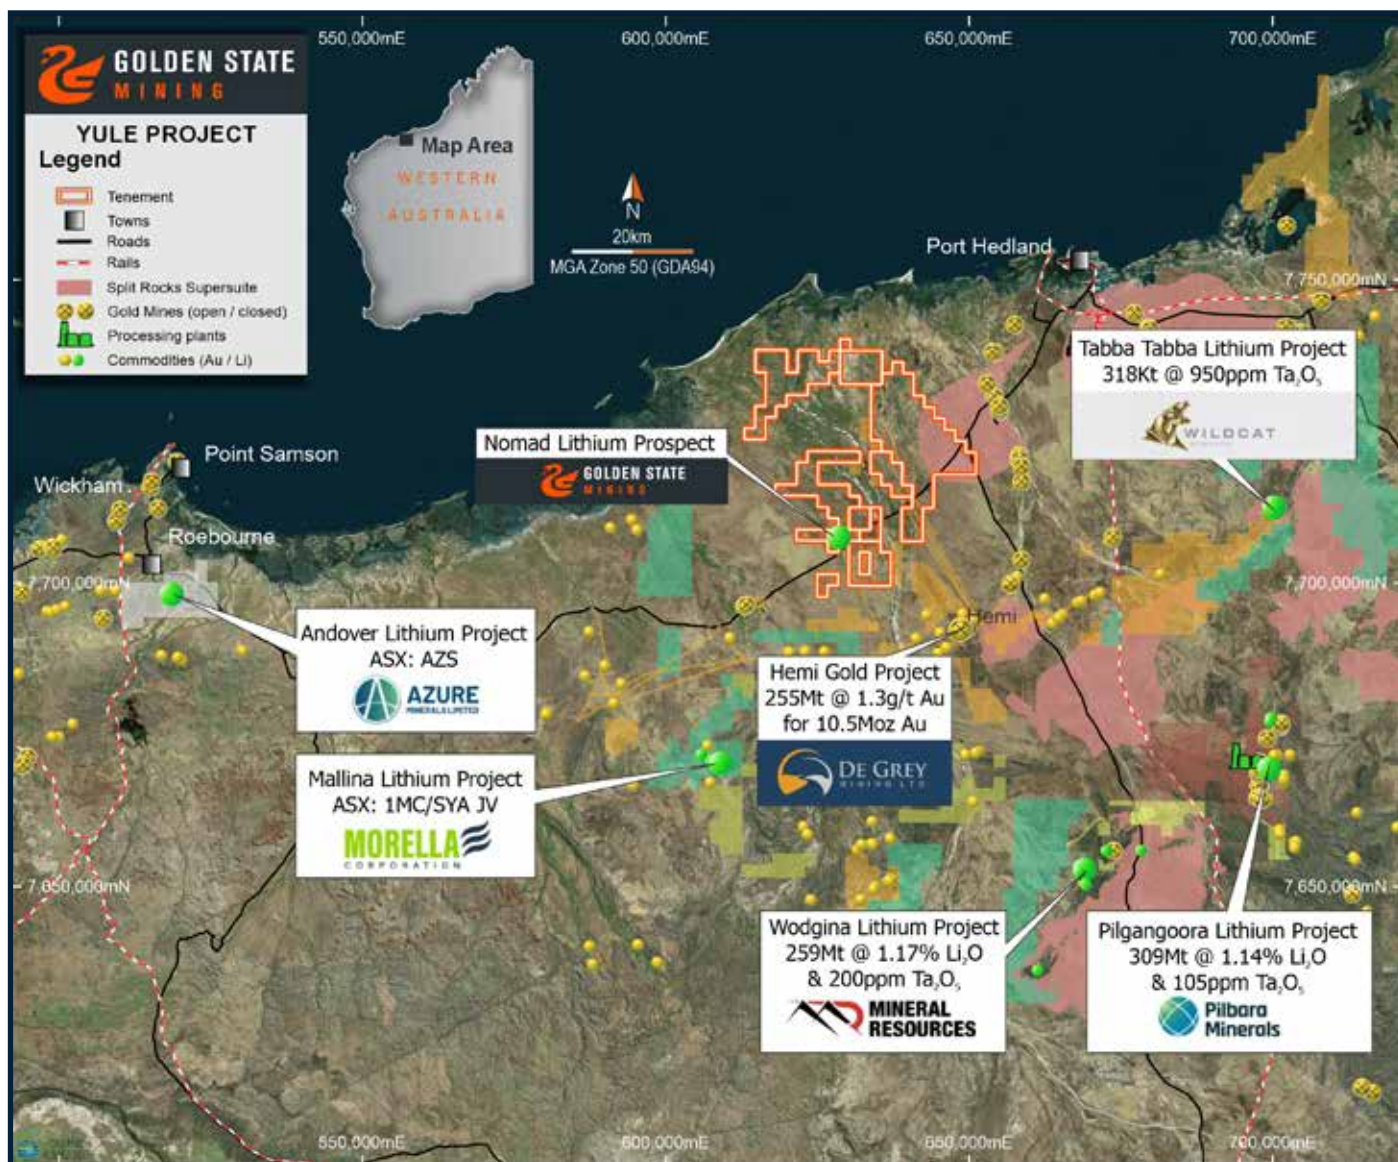 550,000mE
600,000mE
650,000mE
700,000mE
GOLDEN STATE
MINING
YULE PROJECT
Legend
Tenement
Towns
Roads
Rails
Split Rocks Supersuite
Gold Mines (open / closed)
Processing plants
Commodities (Au / Li)
Map Area
WESTERN
AUSTRALIA
N
20km
MGA Zone 50 (GDA94)
Port Hedland
7,750,000mN
Tabba Tabba Lithium Project
318Kt @ 950ppm Ta₂O₅
WILDCAT
Nomad Lithium Prospect
GOLDEN STATE
MINING
Point Samson
Wickham
Roebourne
7,700,000mN
7,700,000mN
Andover Lithium Project
ASX: AZS
AZURE
MINERALS LIMITED
Hemi
Hemi Gold Project
255Mt @ 1.3g/t Au
for 10.5Moz Au
DE GREY
MINING LTD
Mallina Lithium Project
ASX: 1MC/SYA JV
MORELLA
CORPORATION
7,650,000mN
7,650,000mN
Wodgina Lithium Project
259Mt @ 1.17% Li₂O
& 200ppm Ta₂O₅
MINERAL
RESOURCES
Pilgangoora Lithium Project
309Mt @ 1.14% Li₂O
& 105ppm Ta₂O₅
Pilbara
Minerals
550,000mE
600,000mE
650,000mE
700,000mE